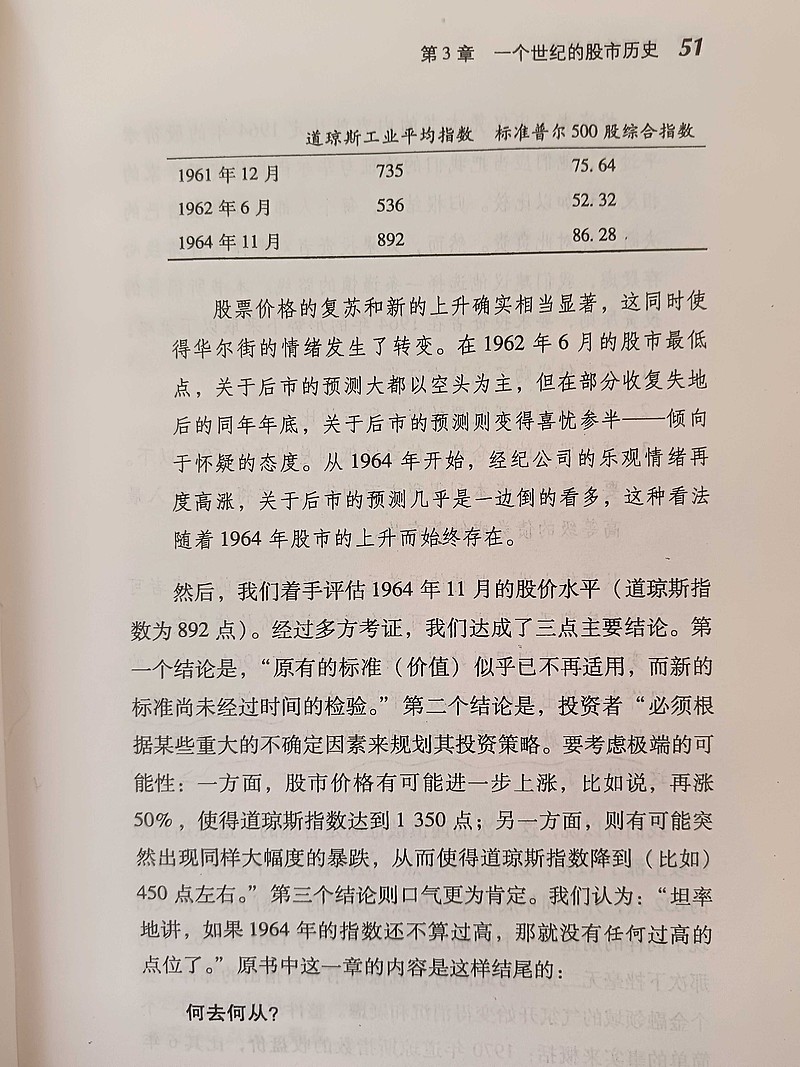 第3章 一个世纪的股市历史 51
道琼斯工业平均指数 标准普尔500股综合指数
1961年12月 735 75.64
1962年6月 536 52.32
1964年11月 892 86.28
股票价格的复苏和新的上升确实相当显著，这同时使
得华尔街的情绪发生了转变。在1962年6月的股市最低
点，关于后市的预测大都以空头为主，但在部分收复失地
后的同年年底，关于后市的预测则变得喜忧参半——倾向
于怀疑的态度。从1964年开始，经纪公司的乐观情绪再
度高涨，关于后市的预测几乎是一边倒的看多，这种看法
随着1964年股市的上升而始终存在。
然后，我们着手评估1964年11月的股价水平（道琼斯指
数为892点）。经过多方考证，我们达成了三点主要结论。第
一个结论是，“原有的标准（价值）似乎已不再适用，而新的
标准尚未经过时间的检验。”第二个结论是，投资者“必须根
据某些重大的不确定因素来规划其投资策略。要考虑极端的可
能性：一方面，股市价格有可能进一步上涨，比如说，再涨
50%，使得道琼斯指数达到1 350点；另一方面，则有可能突
然出现同样大幅度的暴跌，从而使得道琼斯指数降到（比如）
450点左右。”第三个结论则口气更为肯定。我们认为：“坦率
地讲，如果1964年的指数还不算过高，那就没有任何过高的
点位了。”原书中这一章的内容是这样结尾的：
何去何从？